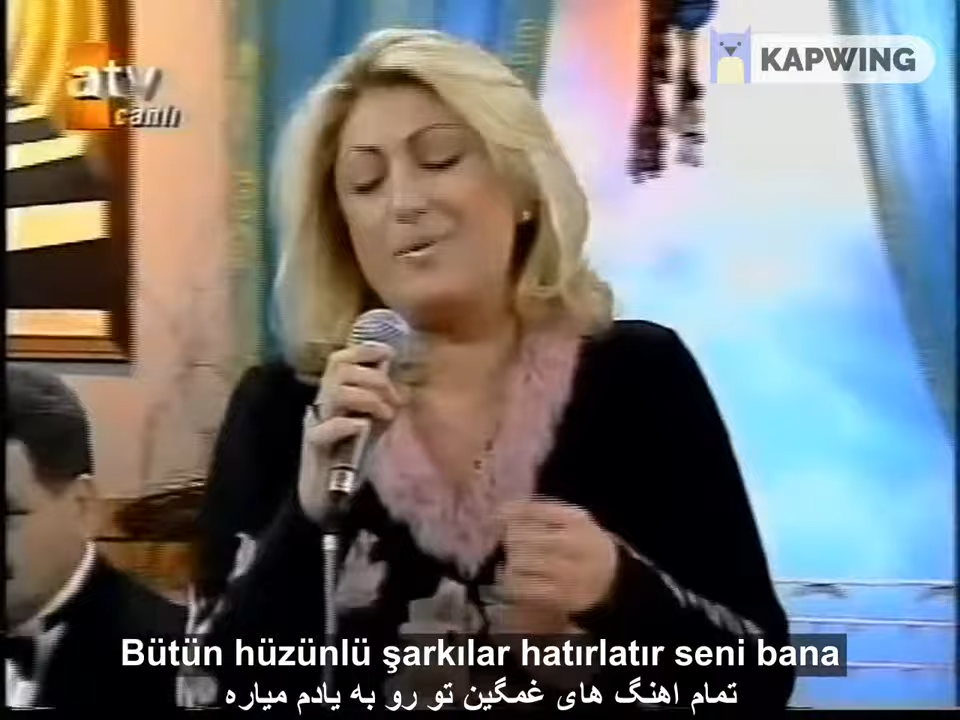 atv
canlı
KAPWING
Bütün hüzünlü şarkılar hatırlatır seni bana
تمام اهنگ های غمگین تو رو به یادم میاره